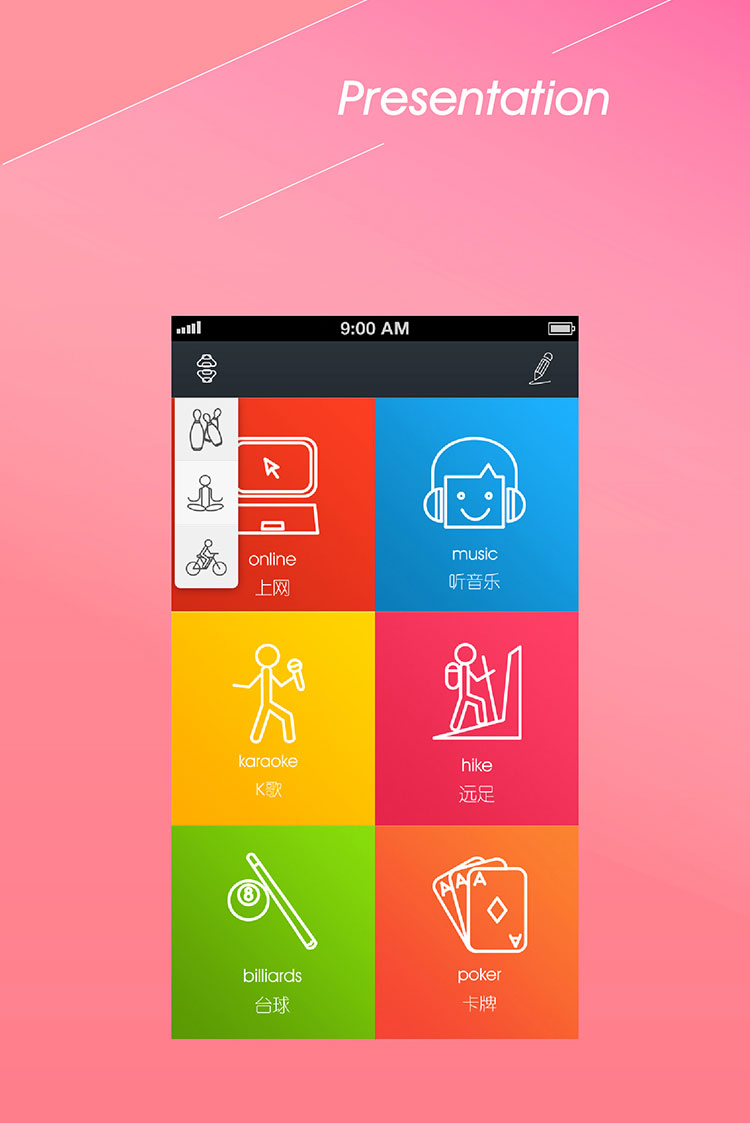 Presentation
9:00 AM
online
上网
music
听音乐
karaoke
K歌
hike
远足
8
billiards
台球
A A A
A
poker
卡牌